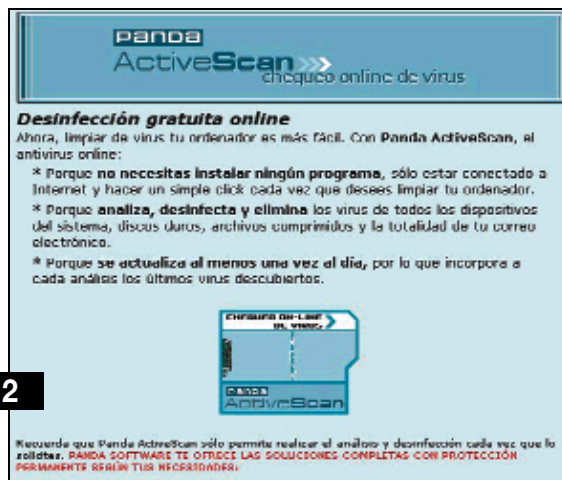 PANDA
ActiveScan
chequeo online de virus
Desinfección gratuita online
Ahora, limpiar de virus tu ordenador es más fácil. Con Panda ActiveScan, el
antivirus online:
* Porque no necesitas instalar ningún programa, sólo estar conectado a
Internet y hacer un simple click cada vez que desees limpiar tu ordenador.
* Porque analiza, desinfecta y elimina los virus de todos los dispositivos
del sistema, discos duros, archivos comprimidos y la totalidad de tu correo
electrónico.
* Porque se actualiza al menos una vez al día, por lo que incorpora a
cada análisis los últimos virus descubiertos.
CHEQUEO ON-LINE
DE VIRUS
PANDA
ActiveScan
2
Recuerda que Panda ActiveScan sólo permite realizar el análisis y desinfección cada vez que lo
solicites. PANDA SOFTWARE TE OFRECE LAS SOLUCIONES COMPLETAS CON PROTECCIÓN
PERMANENTE SEGÚN TUS NECESIDADES: